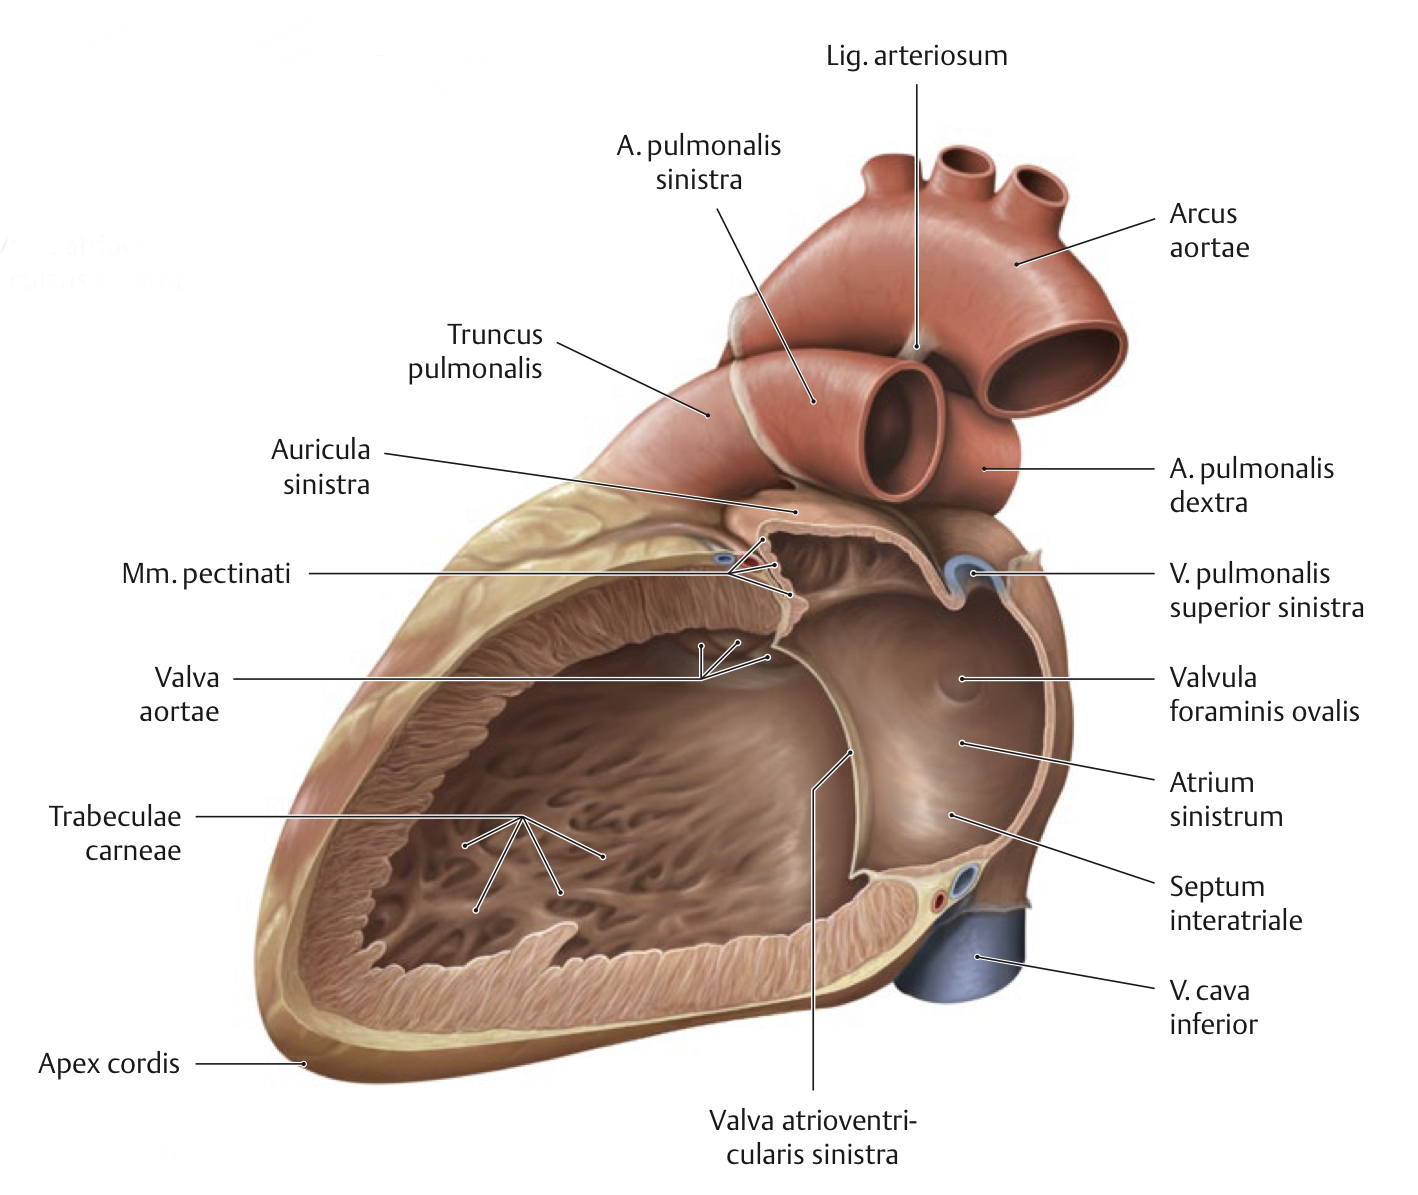 Lig. arteriosum
A. pulmonalis
sinistra
Arcus
aortae
Truncus
pulmonalis
Auricula
sinistra
A. pulmonalis
dextra
Mm. pectinati
V. pulmonalis
superior sinistra
Valva
aortae
Valvula
foraminis ovalis
Atrium
sinistrum
Trabeculae
carneae
Septum
interatriale
V. cava
inferior
Apex cordis
Valva atrioventri-
cularis sinistra